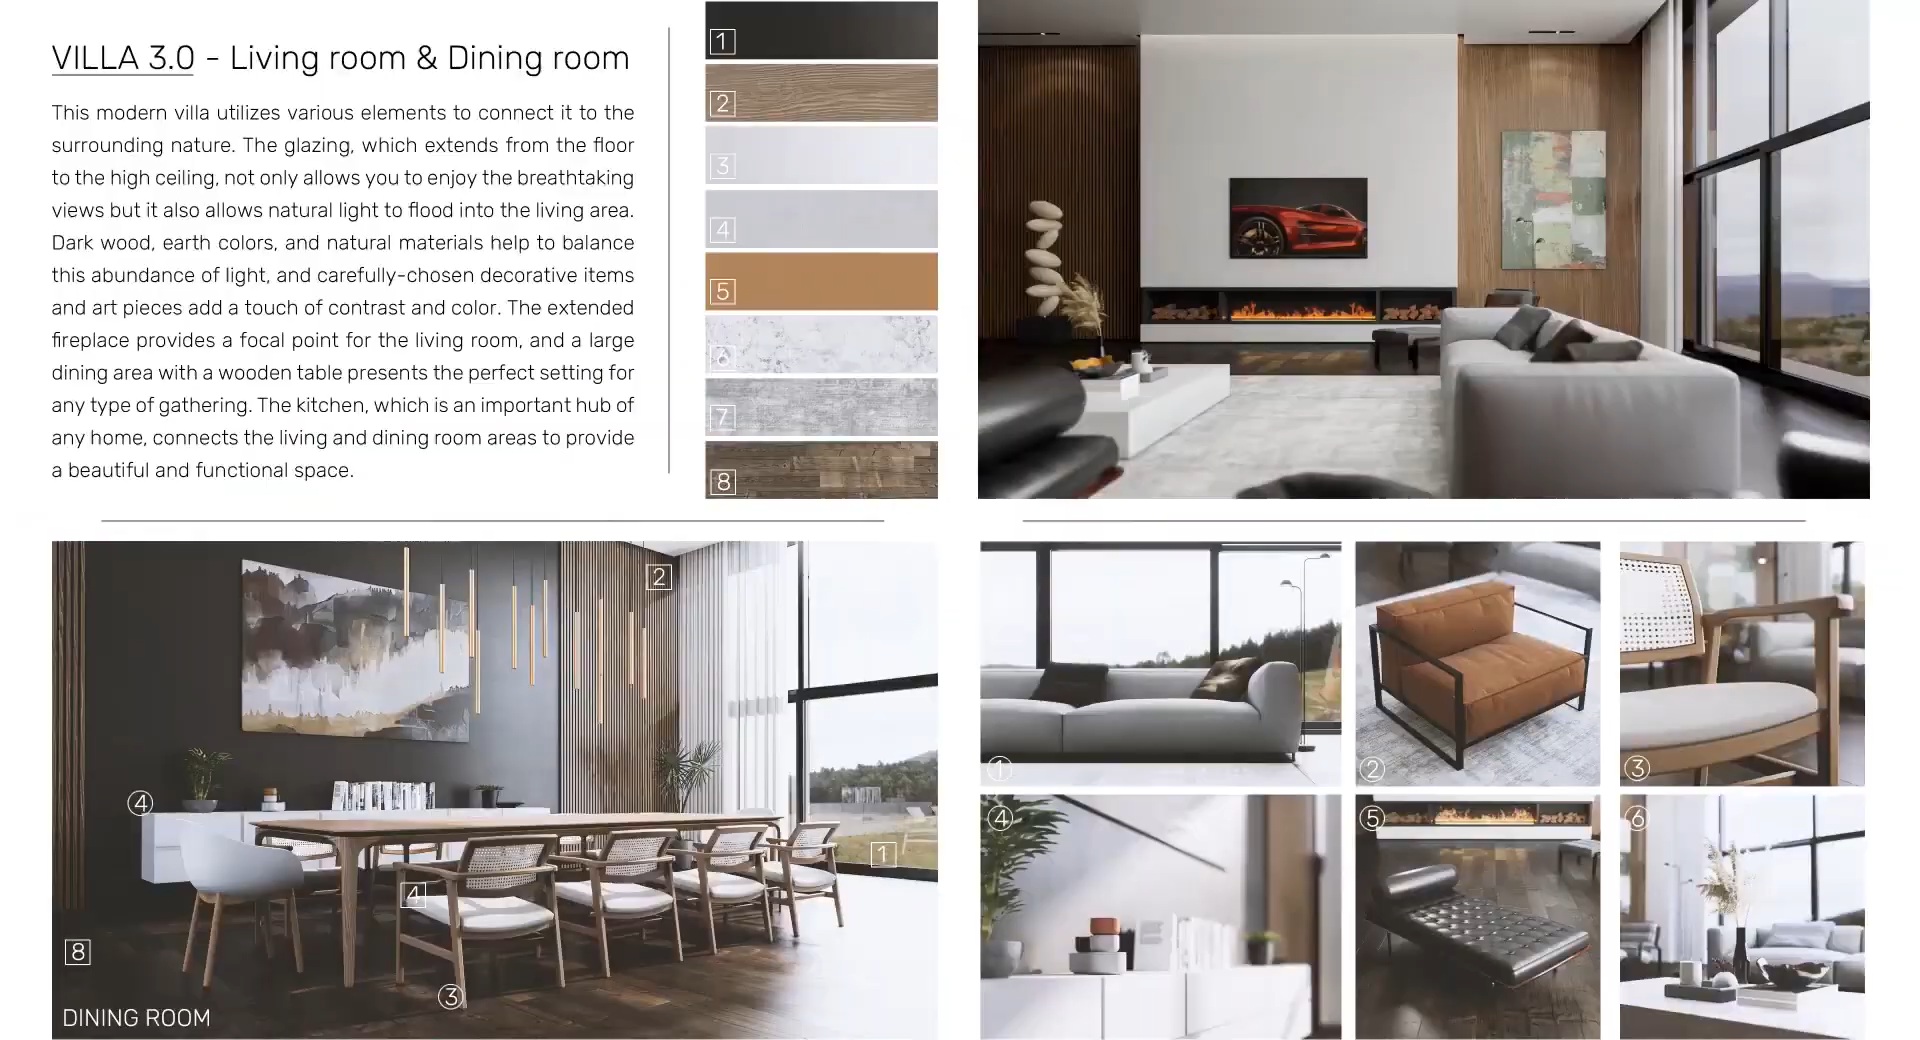 VILLA 3.0 - Living room & Dining room
This modern villa utilizes various elements to connect it to the
surrounding nature. The glazing, which extends from the floor
to the high ceiling, not only allows you to enjoy the breathtaking
views but it also allows natural light to flood into the living area.
Dark wood, earth colors, and natural materials help to balance
this abundance of light, and carefully-chosen decorative items
and art pieces add a touch of contrast and color. The extended
fireplace provides a focal point for the living room, and a large
dining area with a wooden table presents the perfect setting for
any type of gathering. The kitchen, which is an important hub of
any home, connects the living and dining room areas to provide
a beautiful and functional space.
1
2
3
4
5
6
7
8
2
4
1
4
8
3
DINING ROOM
1
2
3
4
5
6